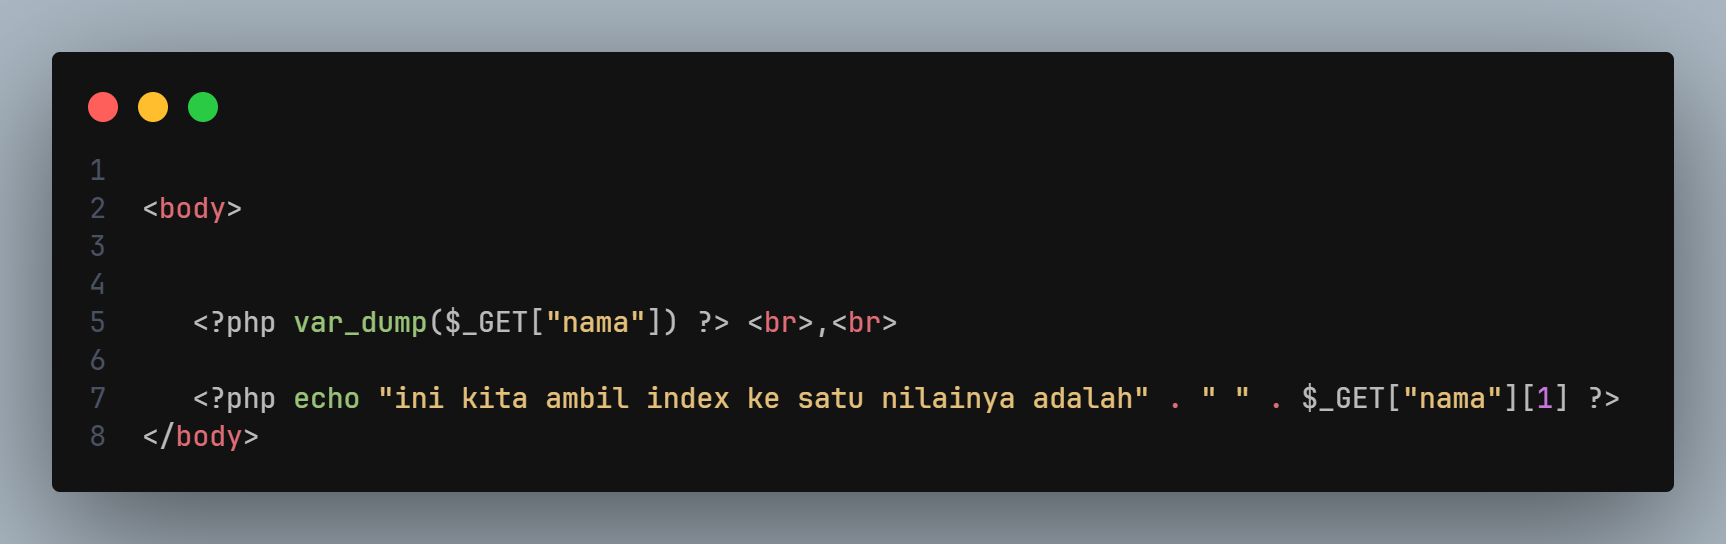 1
2 <body>
3
4
5 <?php var_dump($_GET["nama"]) ?> <br>,<br>
6
7 <?php echo "ini kita ambil index ke satu nilainya adalah" . " " . $_GET["nama"][1] ?>
8 </body>